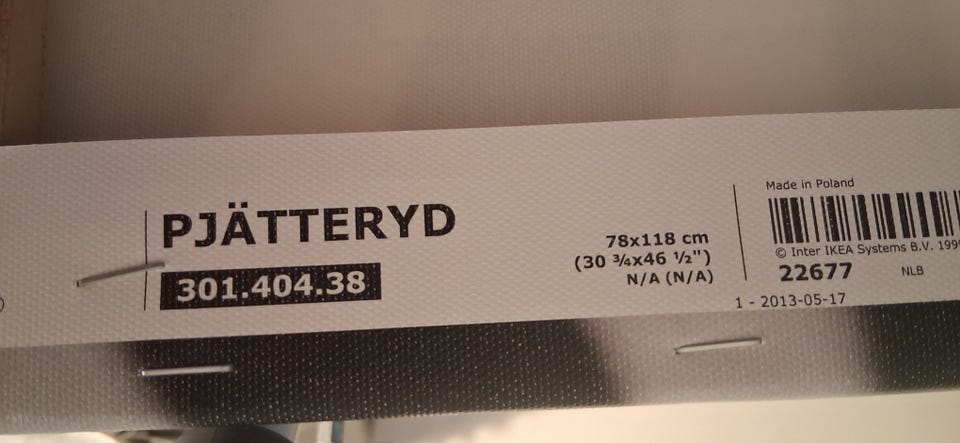 PJÄTTERYD
301.404.38
78x118 cm
(30 ¾x46 ½")
N/A (N/A)
Made in Poland
© Inter IKEA Systems B.V. 199
22677
NLB
1 - 2013-05-17